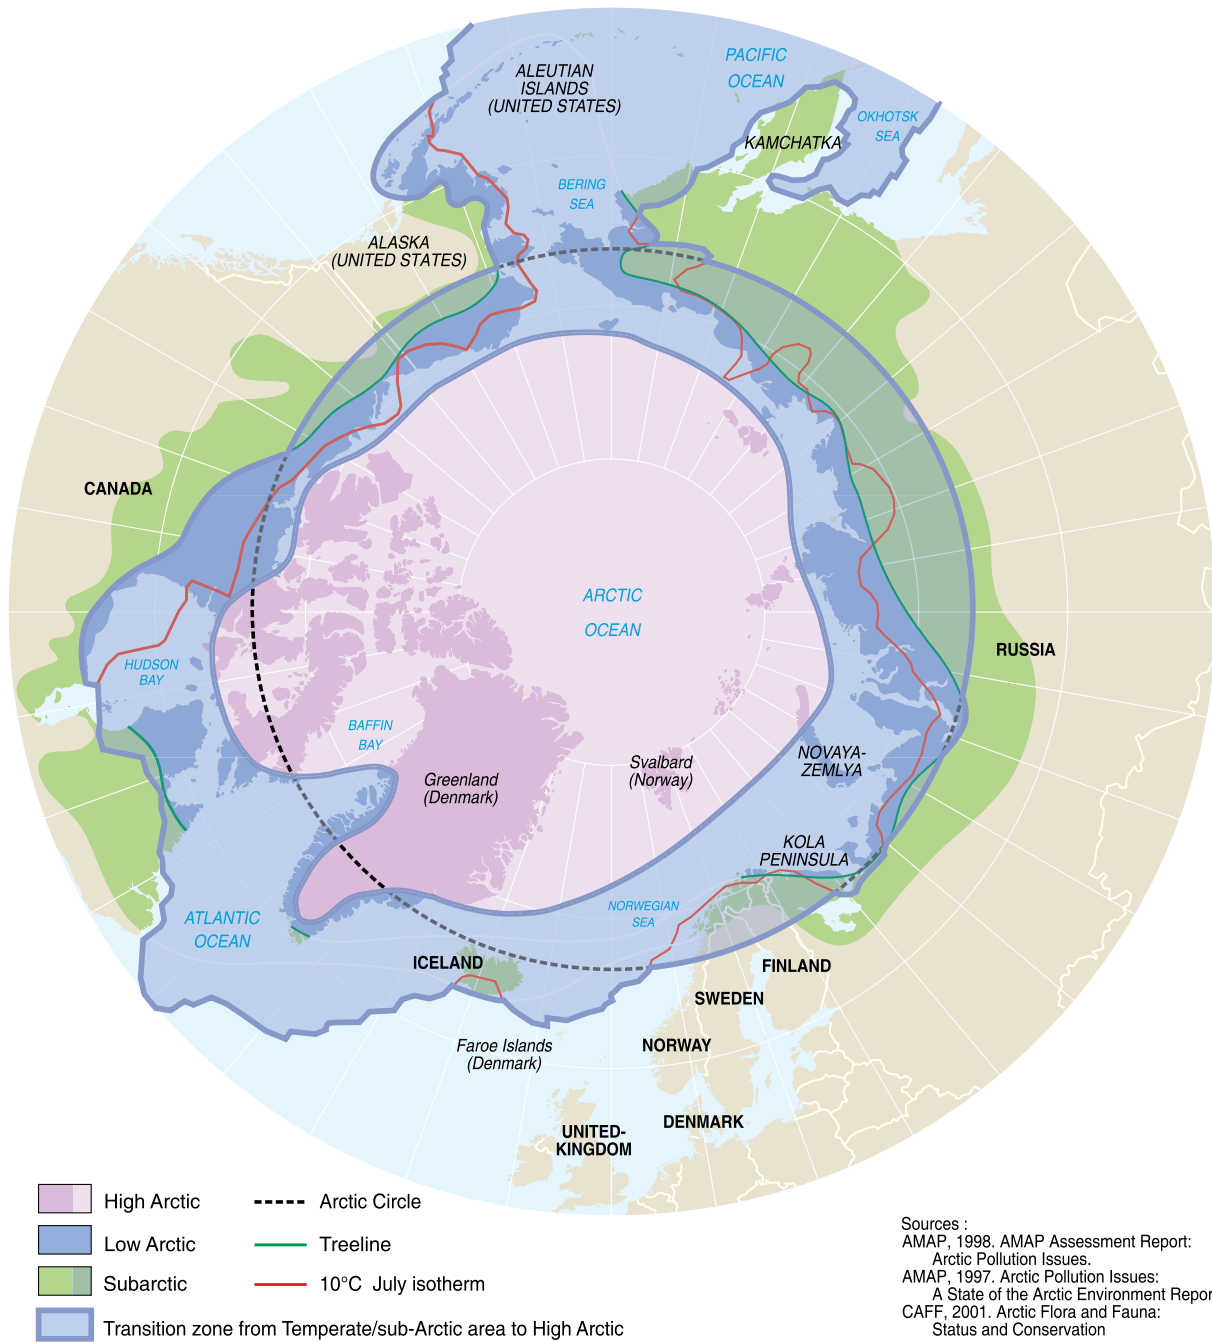 PACIFIC
OCEAN
ALEUTIAN
ISLANDS
(UNITED STATES)
OKHOTSK
SEA
KAMCHATKA
BERING
SEA
ALASKA
(UNITED STATES)
CANADA
ARCTIC
OCEAN
RUSSIA
HUDSON
BAY
BAFFIN
BAY
NOVAYA-
ZEMLYA
Svalbard
(Norway)
Greenland
(Denmark)
KOLA
PENINSULA
NORWEGIAN
SEA
ATLANTIC
OCEAN
ICELAND
FINLAND
SWEDEN
Faroe Islands
(Denmark)
NORWAY
DENMARK
UNITED-
KINGDOM
High Arctic
Arctic Circle
Low Arctic
Treeline
Subarctic
10°C July isotherm
Transition zone from Temperate/sub-Arctic area to High Arctic
Sources :
AMAP, 1998. AMAP Assessment Report:
Arctic Pollution Issues.
AMAP, 1997. Arctic Pollution Issues:
A State of the Arctic Environment Repor
CAFF, 2001. Arctic Flora and Fauna:
Status and Conservation